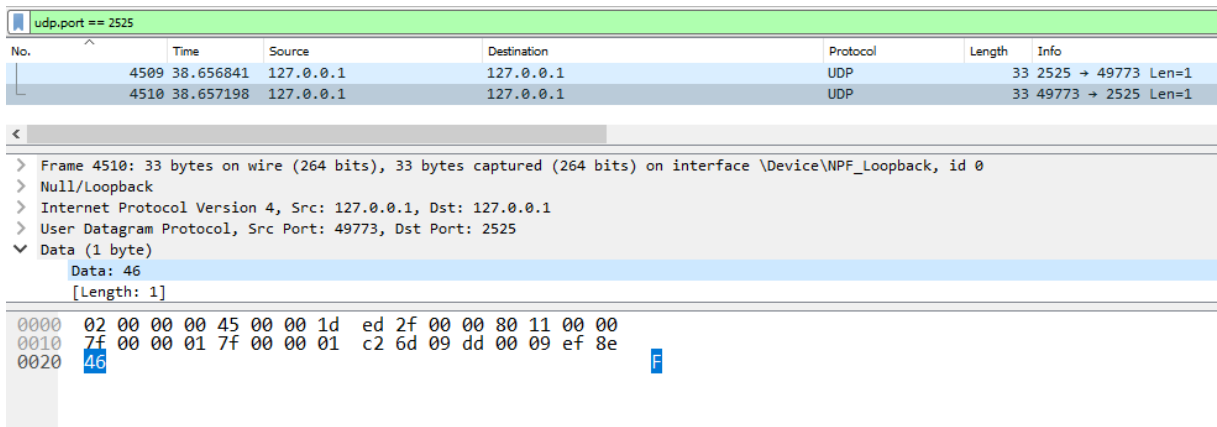 udp.port == 2525
No. Time Source Destination Protocol Length Info
4509 38.656841 127.0.0.1 127.0.0.1 UDP 33 2525 → 49773 Len=1
4510 38.657198 127.0.0.1 127.0.0.1 UDP 33 49773 → 2525 Len=1
Frame 4510: 33 bytes on wire (264 bits), 33 bytes captured (264 bits) on interface \Device\NPF_Loopback, id 0
Null/Loopback
Internet Protocol Version 4, Src: 127.0.0.1, Dst: 127.0.0.1
User Datagram Protocol, Src Port: 49773, Dst Port: 2525
Data (1 byte)
Data: 46
[Length: 1]
0000 02 00 00 00 45 00 00 1d ed 2f 00 00 80 11 00 00
0010 7f 00 00 01 7f 00 00 01 c2 6d 09 dd 00 09 ef 8e
0020 46 F